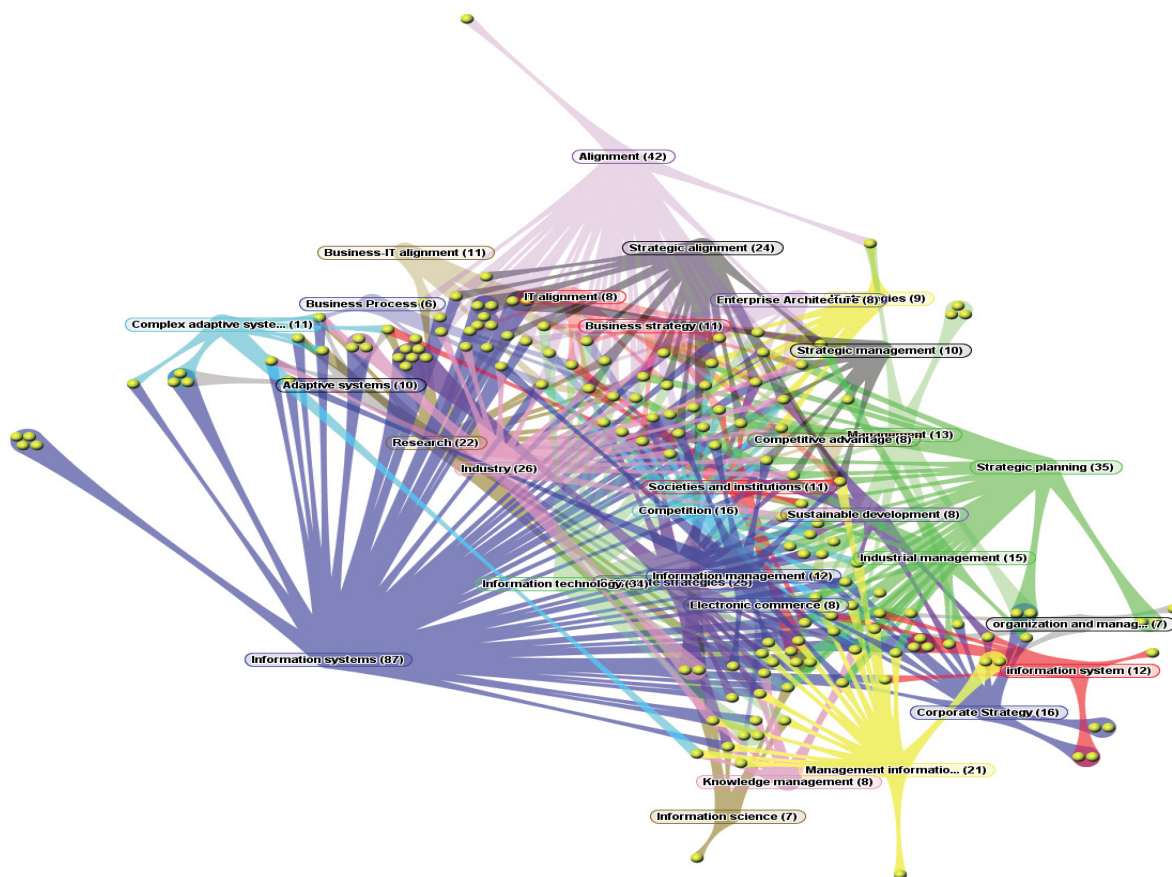 Alignment (42)
Strategic alignment (24)
Business-IT alignment (11)
IT alignment (8)
Enterprise Architecture (8)
gies (9)
Business Process (6)
Complex adaptive syste... (11)
Business strategy (11)
Strategic management (10)
Adaptive systems (10)
Management (13)
Competitive advantage (8)
Research (22)
Industry (26)
Strategic planning (35)
Societies and institutions (11)
Competition (16)
Sustainable development (8)
Industrial management (15)
Information management (12)
Information technology (34)
strategies (25)
Electronic commerce (8)
organization and manag... (7)
Information systems (87)
information system (12)
Corporate Strategy (16)
Management informatio... (21)
Knowledge management (8)
Information science (7)